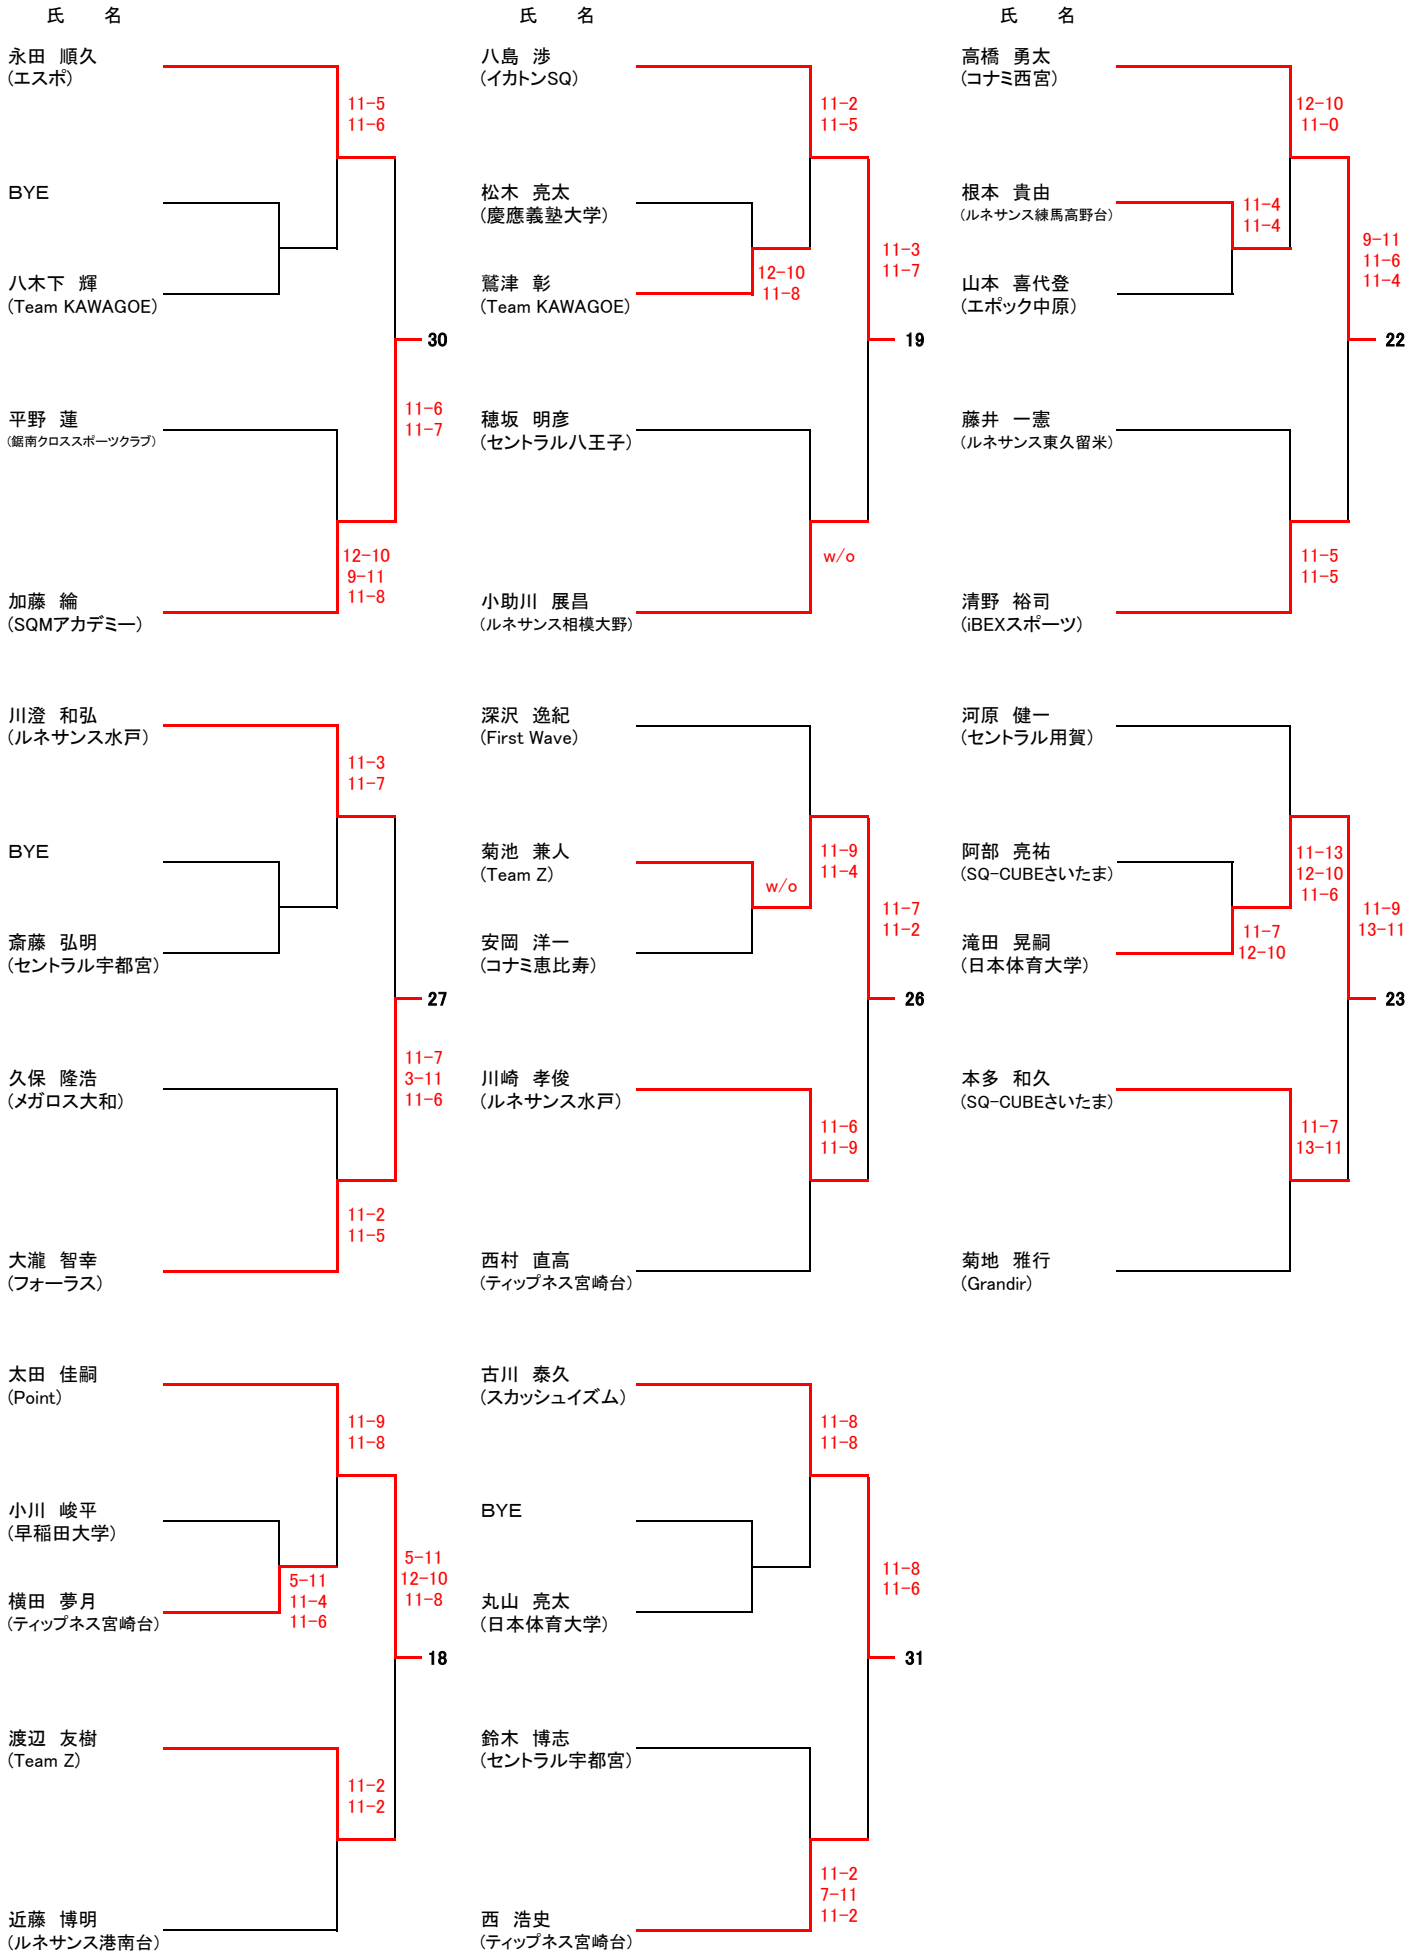 氏　名
永田 順久
(エスポ)
11-5
11-6
BYE
八木下 輝
(Team KAWAGOE)
30
平野 蓮
(鋸南クロススポーツクラブ)
11-6
11-7
12-10
9-11
11-8
加藤 綸
(SQMアカデミー)
川澄 和弘
(ルネサンス水戸)
11-3
11-7
BYE
斎藤 弘明
(セントラル宇都宮)
27
久保 隆浩
(メガロス大和)
11-7
3-11
11-6
11-2
11-5
大瀧 智幸
(フォーラス)
太田 佳嗣
(Point)
11-9
11-8
小川 峻平
(早稲田大学)
5-11
12-10
11-8
横田 夢月
(ティップネス宮崎台)
5-11
11-4
11-6
18
渡辺 友樹
(Team Z)
11-2
11-2
近藤 博明
(ルネサンス港南台)
氏　名
八島 渉
(イカトンSQ)
11-2
11-5
松木 亮太
(慶應義塾大学)
11-3
11-7
鷲津 彰
(Team KAWAGOE)
12-10
11-8
19
穂坂 明彦
(セントラル八王子)
w/o
小助川 展昌
(ルネサンス相模大野)
深沢 逸紀
(First Wave)
菊池 兼人
(Team Z)
w/o
11-9
11-4
11-7
11-2
安岡 洋一
(コナミ恵比寿)
26
川崎 孝俊
(ルネサンス水戸)
11-6
11-9
西村 直高
(ティップネス宮崎台)
古川 泰久
(スカッシュイズム)
11-8
11-8
BYE
11-8
11-6
丸山 亮太
(日本体育大学)
31
鈴木 博志
(セントラル宇都宮)
11-2
7-11
11-2
西 浩史
(ティップネス宮崎台)
氏　名
高橋 勇太
(コナミ西宮)
12-10
11-0
根本 貴由
(ルネサンス練馬高野台)
11-4
11-4
9-11
11-6
11-4
山本 喜代登
(エポック中原)
22
藤井 一憲
(ルネサンス東久留米)
11-5
11-5
清野 裕司
(iBEXスポーツ)
河原 健一
(セントラル用賀)
阿部 亮祐
(SQ-CUBEさいたま)
11-13
12-10
11-6
11-9
13-11
滝田 晃嗣
(日本体育大学)
11-7
12-10
23
本多 和久
(SQ-CUBEさいたま)
11-7
13-11
菊地 雅行
(Grandir)